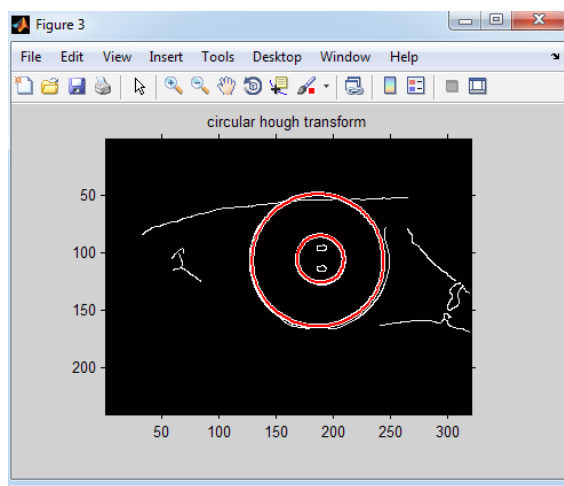 Figure 3
File Edit View Insert Tools Desktop Window Help
circular hough transform
50
100
150
200
50 100 150 200 250 300